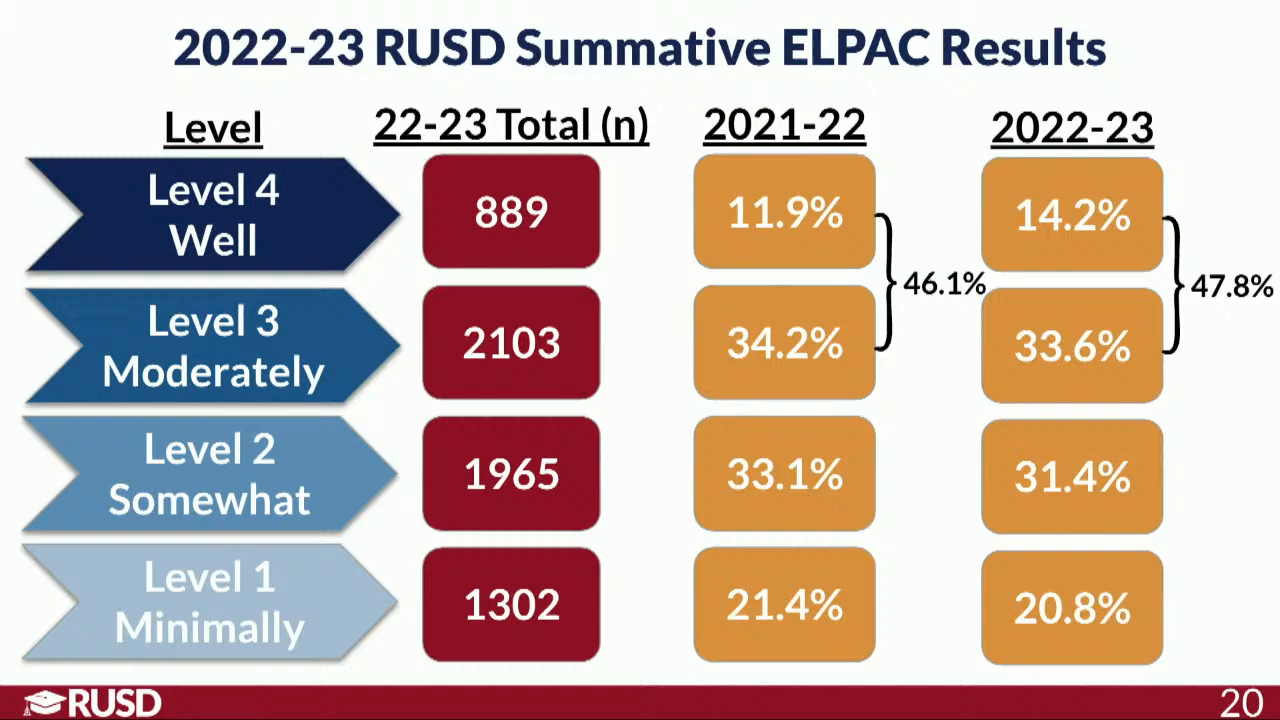 2022-23 RUSD Summative ELPAC Results
Level 22-23 Total (n) 2021-22 2022-23
Level 4
Well
889 11.9% 14.2%
46.1% 47.8%
Level 3
Moderately
2103 34.2% 33.6%
Level 2
Somewhat
1965 33.1% 31.4%
Level 1
Minimally
1302 21.4% 20.8%
RUSD 20